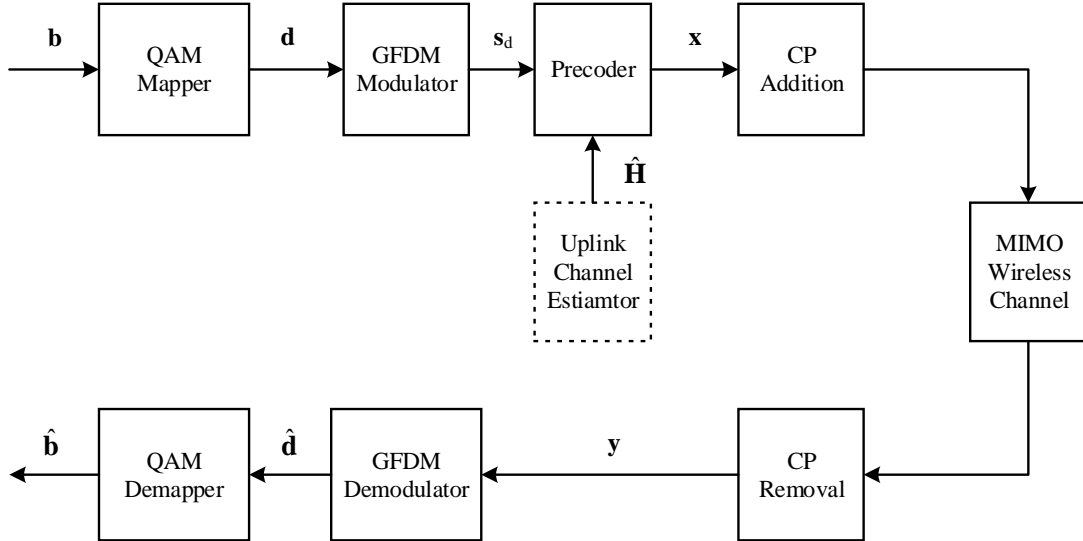 b
QAM
Mapper
d
GFDM
Modulator
s_d
Precoder
x
CP
Addition
Ĥ
Uplink
Channel
Estiamtor
MIMO
Wireless
Channel
b̂
QAM
Demapper
d̂
GFDM
Demodulator
y
CP
Removal